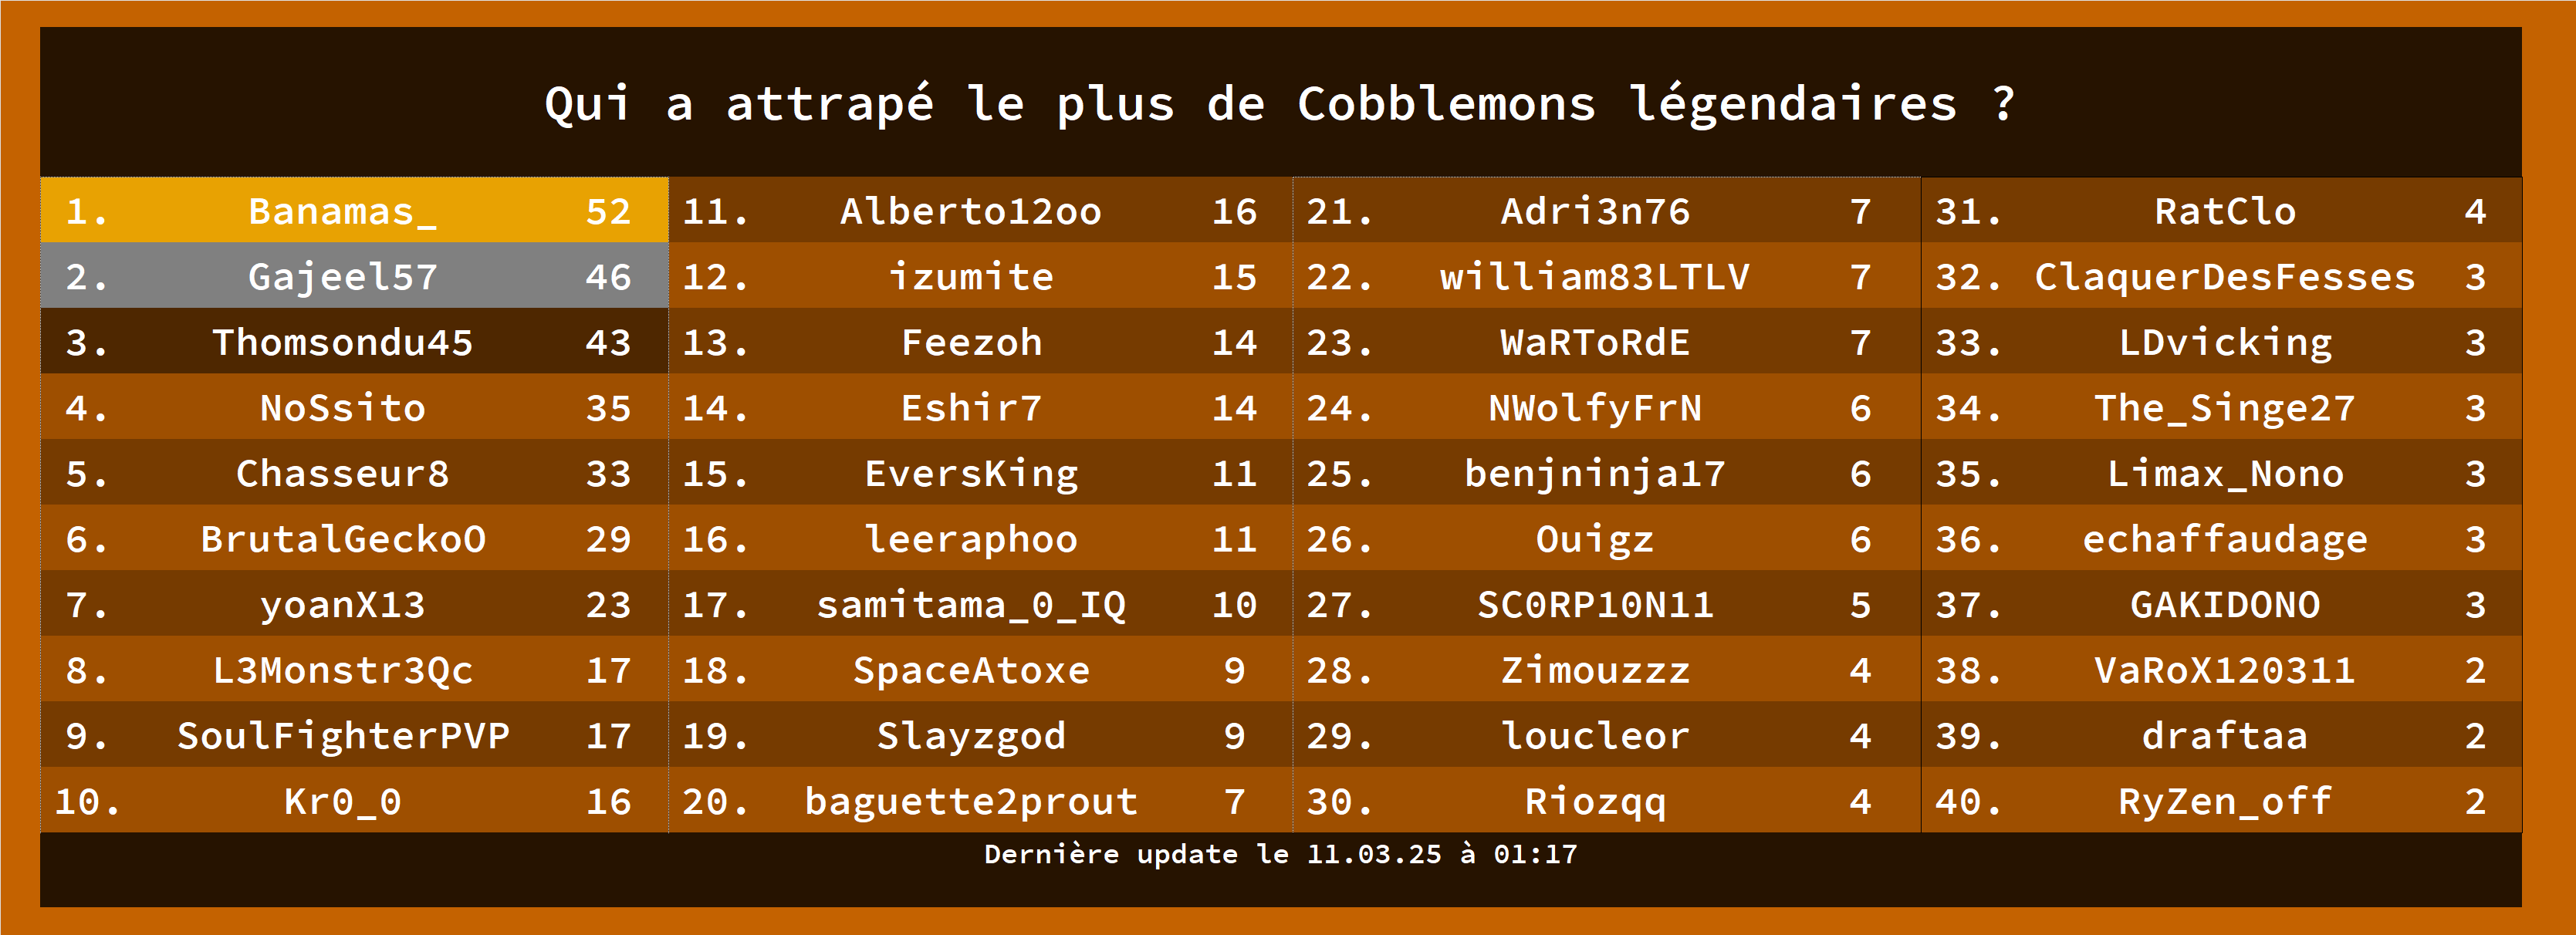 Qui a attrapé le plus de Cobblemons légendaires ?
1. Banamas_ 52 11. Alberto12oo 16 21. Adri3n76 7 31. RatClo 4
2. Gajeel57 46 12. izumite 15 22. william83LTLV 7 32. ClaquerDesFesses 3
3. Thomsondu45 43 13. Feezoh 14 23. WaRToRdE 7 33. LDvicking 3
4. NoSsito 35 14. Eshir7 14 24. NWolfyFrN 6 34. The_Singe27 3
5. Chasseur8 33 15. EversKing 11 25. benjninja17 6 35. Limax_Nono 3
6. BrutalGeckoO 29 16. leeraphoo 11 26. Ouigz 6 36. echaffaudage 3
7. yoanX13 23 17. samitama_0_IQ 10 27. SC0RP10N11 5 37. GAKIDONO 3
8. L3Monstr3Qc 17 18. SpaceAtoxe 9 28. Zimouzzz 4 38. VaRoX120311 2
9. SoulFighterPVP 17 19. Slayzgod 9 29. loucleor 4 39. draftaa 2
10. Kr0_0 16 20. baguette2prout 7 30. Riozqq 4 40. RyZen_off 2
Dernière update le 11.03.25 à 01:17